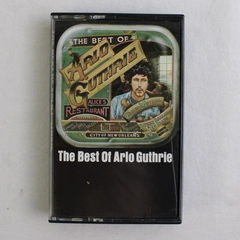 THE BEST OF
ARLO
GUTHRIE
ALICE'S
RESTAURANT
CITY OF NEW ORLEANS
The Best Of Arlo Guthrie